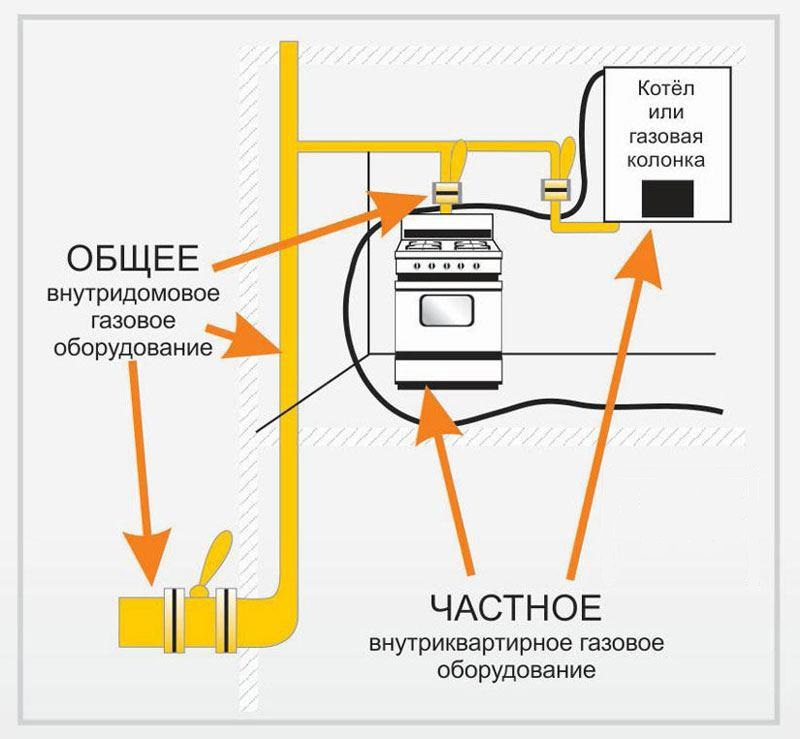 Котёл
или
газовая
колонка
ОБЩЕЕ
внутридомовое
газовое
оборудование
ЧАСТНОЕ
внутриквартирное газовое
оборудование